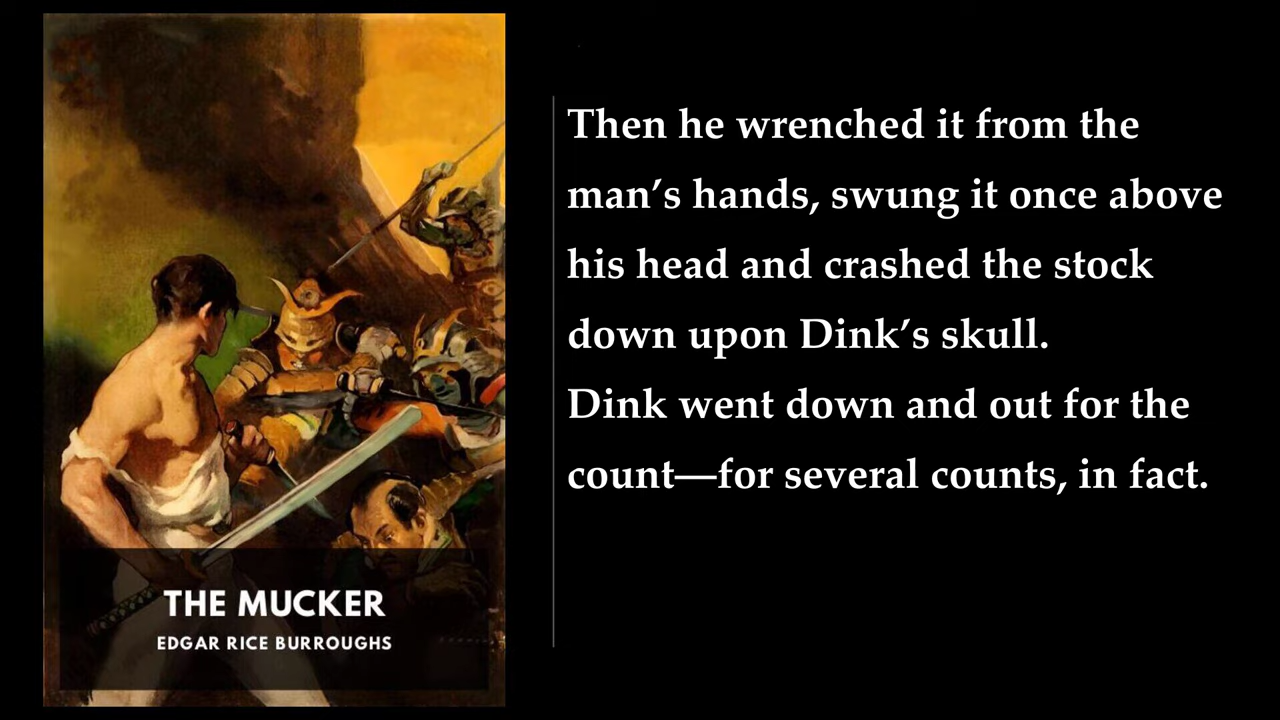 THE MUCKER
EDGAR RICE BURROUGHS
Then he wrenched it from the
man’s hands, swung it once above
his head and crashed the stock
down upon Dink’s skull.
Dink went down and out for the
count—for several counts, in fact.